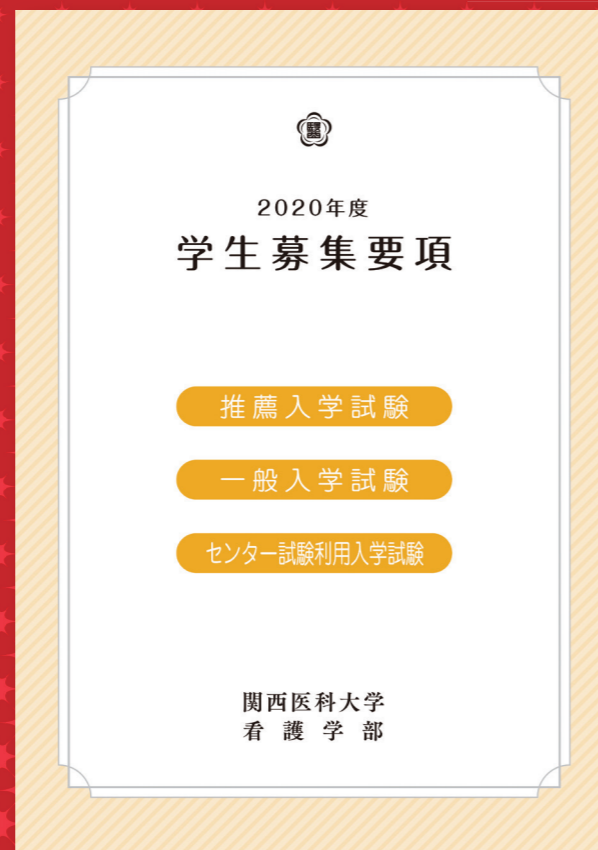 2020年度
学生募集要項
推薦入学試験
一般入学試験
センター試験利用入学試験
関西医科大学
看護学部